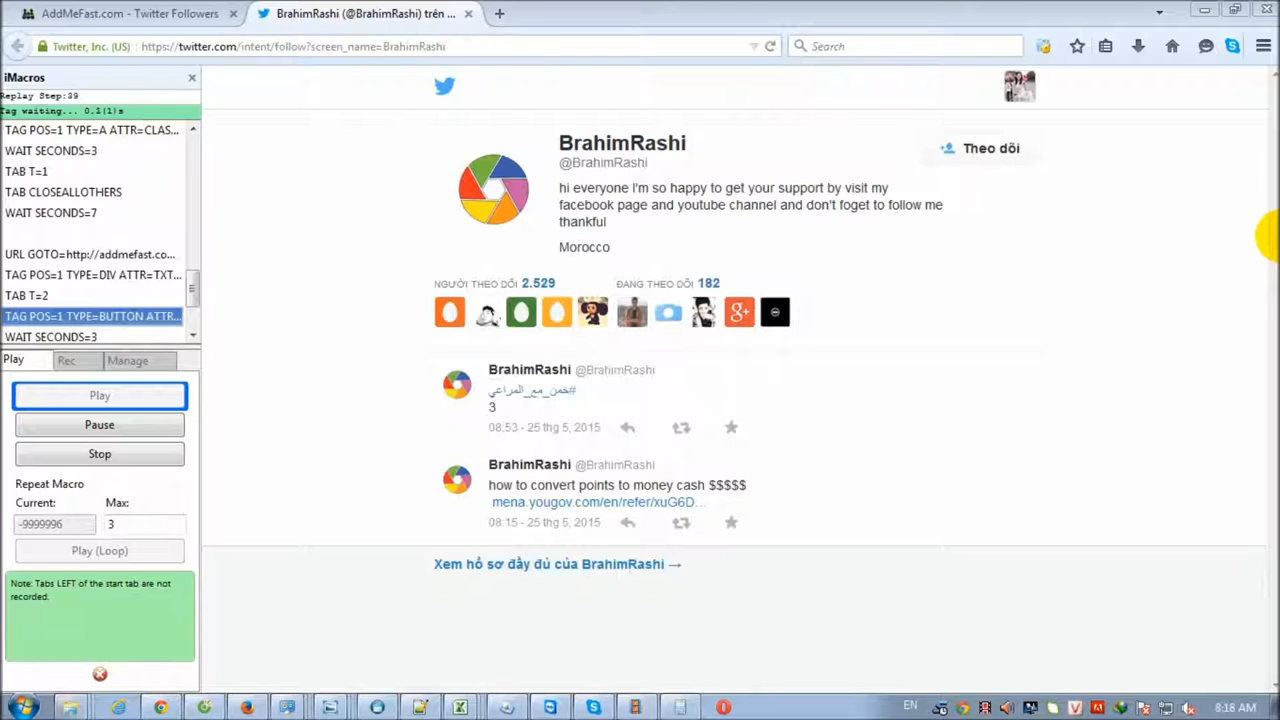 AddMeFast.com - Twitter Followers
BrahimRashi (@BrahimRashi) trên ...
Twitter, Inc. (US)
https://twitter.com/intent/follow?screen_name=BrahimRashi
Search
iMacros
Replay Step:39
Tag waiting... 0.2(1)s
TAG POS=1 TYPE=A ATTR=CLAS...
WAIT SECONDS=3
TAB T=1
TAB CLOSEALLOTHERS
WAIT SECONDS=7
URL GOTO=http://addmefast.co...
TAG POS=1 TYPE=DIV ATTR=TXT...
TAB T=2
TAG POS=1 TYPE=BUTTON ATTR...
WAIT SECONDS=3
Play
Rec
Manage
Play
Pause
Stop
Repeat Macro
Current:
Max:
-9999996
3
Play (Loop)
Note: Tabs LEFT of the start tab are not
recorded.
BrahimRashi
@BrahimRashi
Theo dõi
hi everyone I'm so happy to get your support by visit my
facebook page and youtube channel and don't foget to follow me
thankful
Morocco
NGƯỜI THEO DÕI 2.529
ĐANG THEO DÕI 182
BrahimRashi @BrahimRashi
#خمن_مع_المراعي
3
08:53 - 25 thg 5, 2015
BrahimRashi @BrahimRashi
how to convert points to money cash $$$$$
mena.yougov.com/en/refer/xuG6D...
08:15 - 25 thg 5, 2015
Xem hồ sơ đầy đủ của BrahimRashi →
EN
8:18 AM